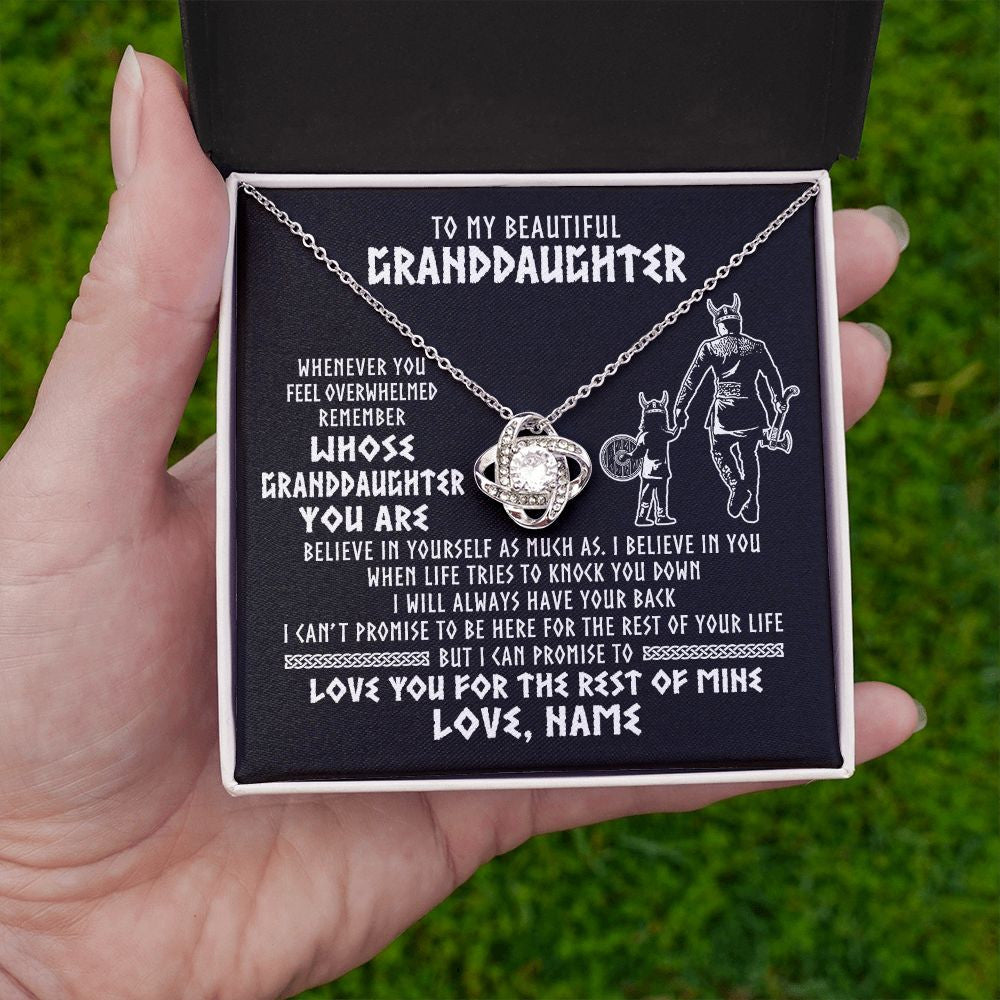 TO MY BEAUTIFUL
GRANDDAUGHTER
WHENEVER YOU
FEEL OVERWHELMED
REMEMBER
WHOSE
GRANDDAUGHTER
YOU ARE
BELIEVE IN YOURSELF AS MUCH AS. I BELIEVE IN YOU
WHEN LIFE TRIES TO KNOCK YOU DOWN
I WILL ALWAYS HAVE YOUR BACK
I CAN'T PROMISE TO BE HERE FOR THE REST OF YOUR LIFE
BUT I CAN PROMISE TO
LOVE YOU FOR THE REST OF MINE
LOVE, NAME